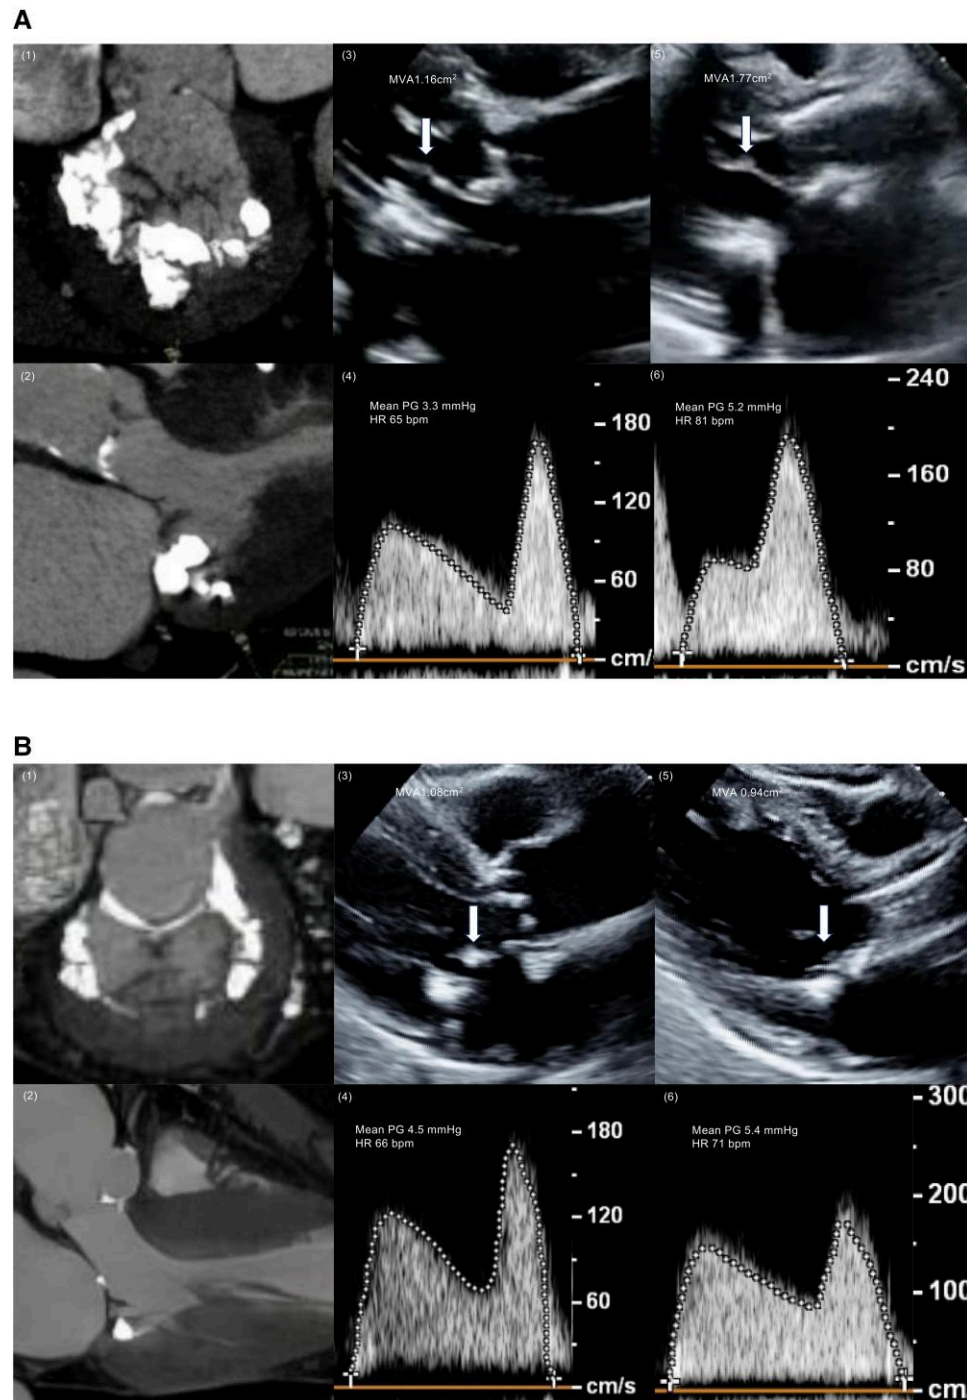 A
(1)
(3)
MVA1.16cm²
(5)
MVA1.77cm²
(2)
(4)
Mean PG 3.3 mmHg
HR 65 bpm
180
120
60
cm/
(6)
Mean PG 5.2 mmHg
HR 81 bpm
240
160
80
cm/s
B
(1)
(3)
MVA1.08cm²
(5)
MVA 0.94cm²
(2)
(4)
Mean PG 4.5 mmHg
HR 66 bpm
180
120
60
cm/s
(6)
Mean PG 5.4 mmHg
HR 71 bpm
300
200
100
cm